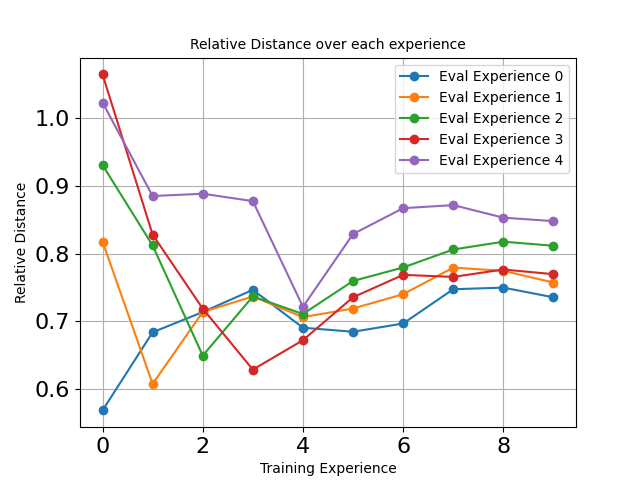 Relative Distance over each experience
Eval Experience 0
Eval Experience 1
Eval Experience 2
Eval Experience 3
Eval Experience 4
1.0
0.9
0.8
0.7
0.6
Relative Distance
0 2 4 6 8
Training Experience